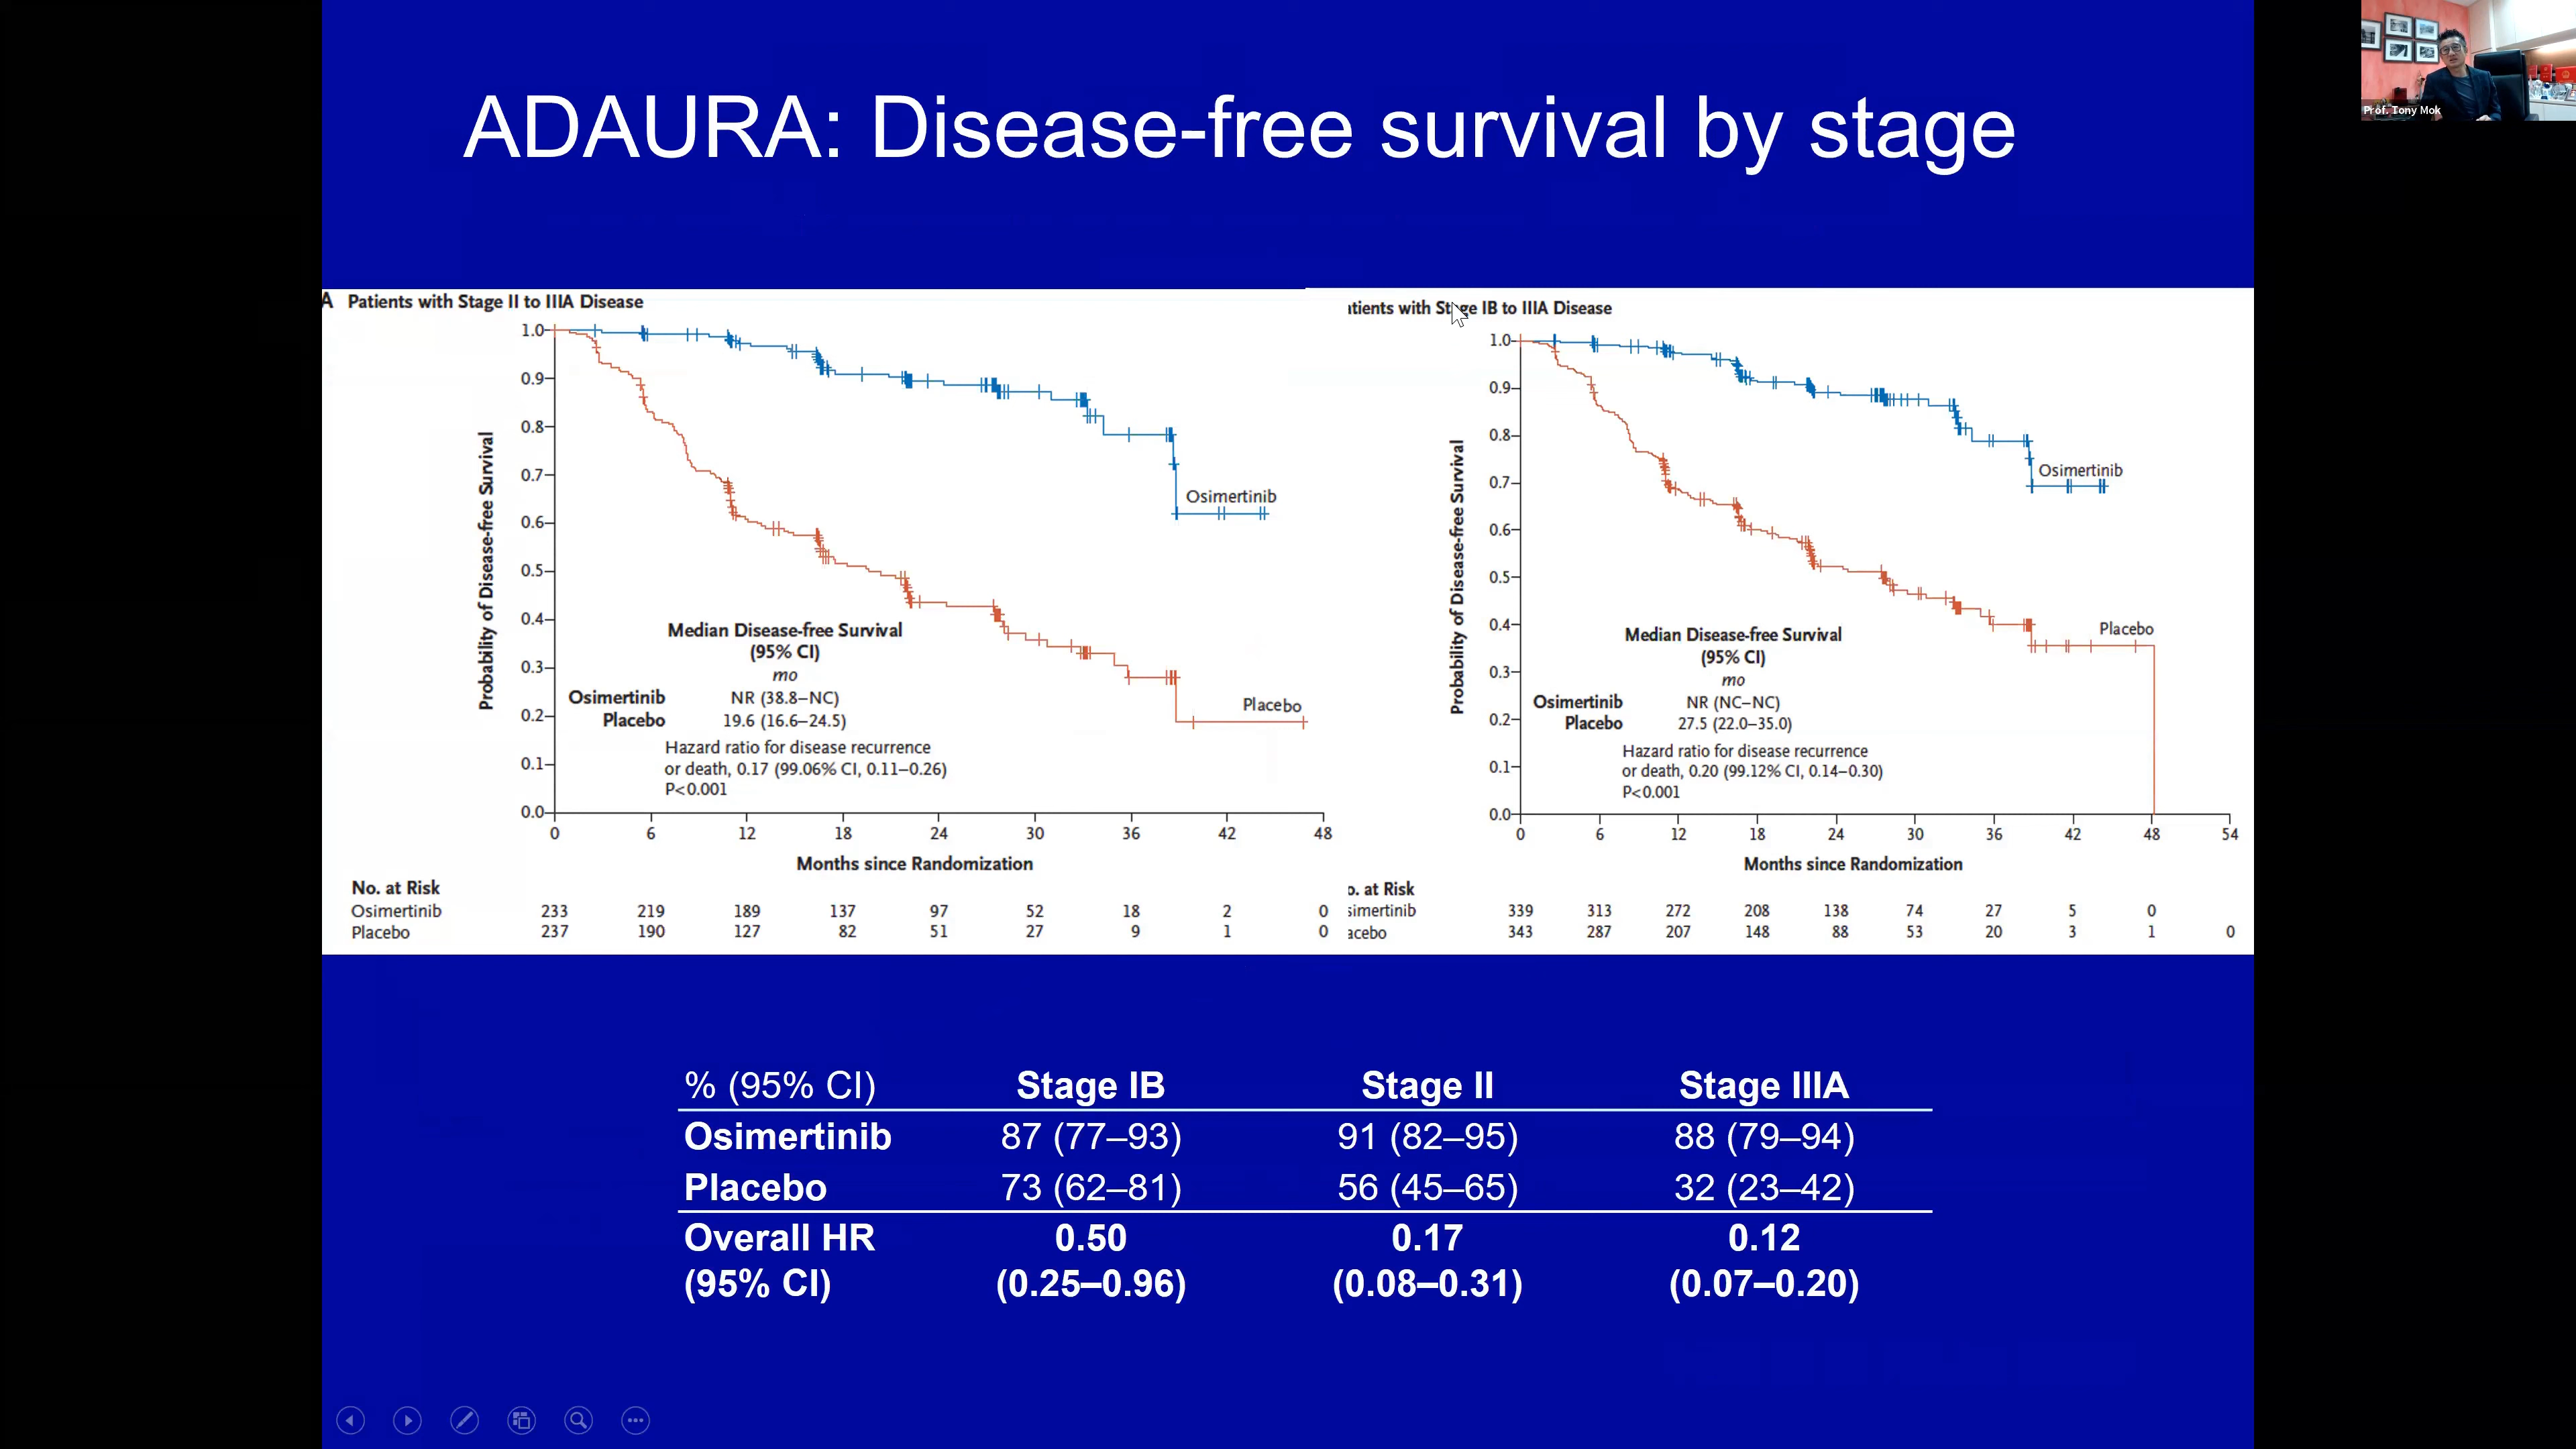 ADAURA: Disease-free survival by stage
Prof. Tony Mok
A Patients with Stage II to IIIA Disease
1.0
0.9
0.8
0.7
0.6
0.5
0.4
0.3
0.2
0.1
0.0
Probability of Disease-free Survival
Osimertinib
Placebo
Median Disease-free Survival
(95% CI)
mo
Osimertinib NR (38.8–NC)
Placebo 19.6 (16.6–24.5)
Hazard ratio for disease recurrence
or death, 0.17 (99.06% CI, 0.11–0.26)
P<0.001
0 6 12 18 24 30 36 42 48
Months since Randomization
No. at Risk
Osimertinib 233 219 189 137 97 52 18 2 0
Placebo 237 190 127 82 51 27 9 1 0
atients with Stage IB to IIIA Disease
1.0
0.9
0.8
0.7
0.6
0.5
0.4
0.3
0.2
0.1
0.0
Probability of Disease-free Survival
Osimertinib
Placebo
Median Disease-free Survival
(95% CI)
mo
Osimertinib NR (NC–NC)
Placebo 27.5 (22.0–35.0)
Hazard ratio for disease recurrence
or death, 0.20 (99.12% CI, 0.14–0.30)
P<0.001
0 6 12 18 24 30 36 42 48 54
Months since Randomization
o. at Risk
simertinib 339 313 272 208 138 74 27 5 0
acebo 343 287 207 148 88 53 20 3 1 0
% (95% CI) Stage IB Stage II Stage IIIA
Osimertinib 87 (77–93) 91 (82–95) 88 (79–94)
Placebo 73 (62–81) 56 (45–65) 32 (23–42)
Overall HR 0.50 0.17 0.12
(95% CI) (0.25–0.96) (0.08–0.31) (0.07–0.20)